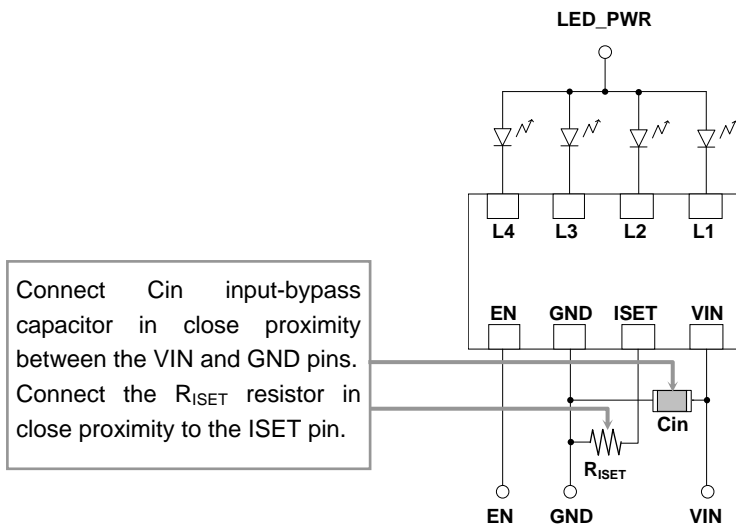 LED_PWR
L4 L3 L2 L1
EN GND ISET VIN
Connect Cin input-bypass
capacitor in close proximity
between the VIN and GND pins.
Connect the RISET resistor in
close proximity to the ISET pin.
Cin
RISET
EN GND VIN